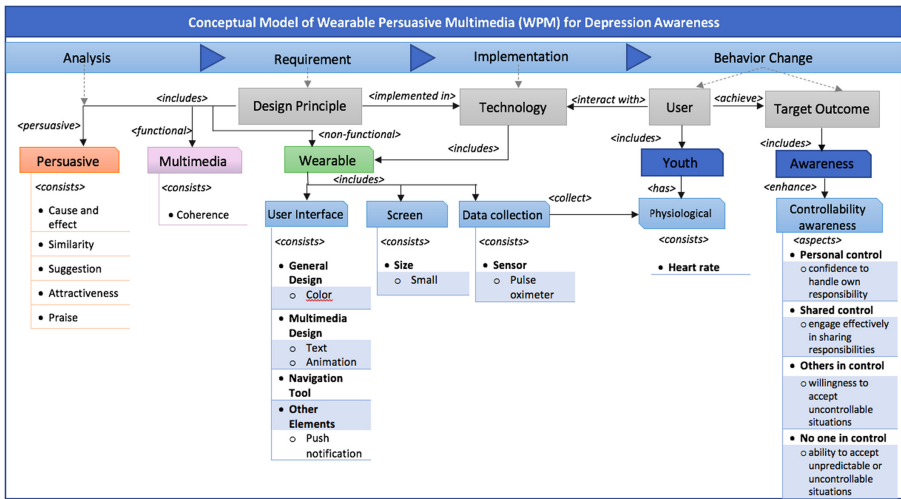 Conceptual Model of Wearable Persuasive Multimedia (WPM) for Depression Awareness
Analysis
Requirement
Implementation
Behavior Change
Design Principle
<implemented in>
Technology
<interact with>
User
<achieve>
Target Outcome
<includes>
<persuasive>
<functional>
<non-functional>
<includes>
<includes>
<includes>
Persuasive
Multimedia
Wearable
Youth
Awareness
<consists>
• Cause and
effect
• Similarity
• Suggestion
• Attractiveness
• Praise
<consists>
• Coherence
<includes>
User Interface
Screen
Data collection
<collect>
<has>
Physiological
<enhance>
Controllability
awareness
<consists>
• General
Design
o Color
• Multimedia
Design
o Text
o Animation
• Navigation
Tool
• Other
Elements
o Push
notification
<consists>
• Size
o Small
<consists>
• Sensor
o Pulse
oximeter
<consists>
• Heart rate
<aspects>
• Personal control
o confidence to
handle own
responsibility
• Shared control
o engage effectively
in sharing
responsibilities
• Others in control
o willingness to
accept
uncontrollable
situations
• No one in control
o ability to accept
unpredictable or
uncontrollable
situations